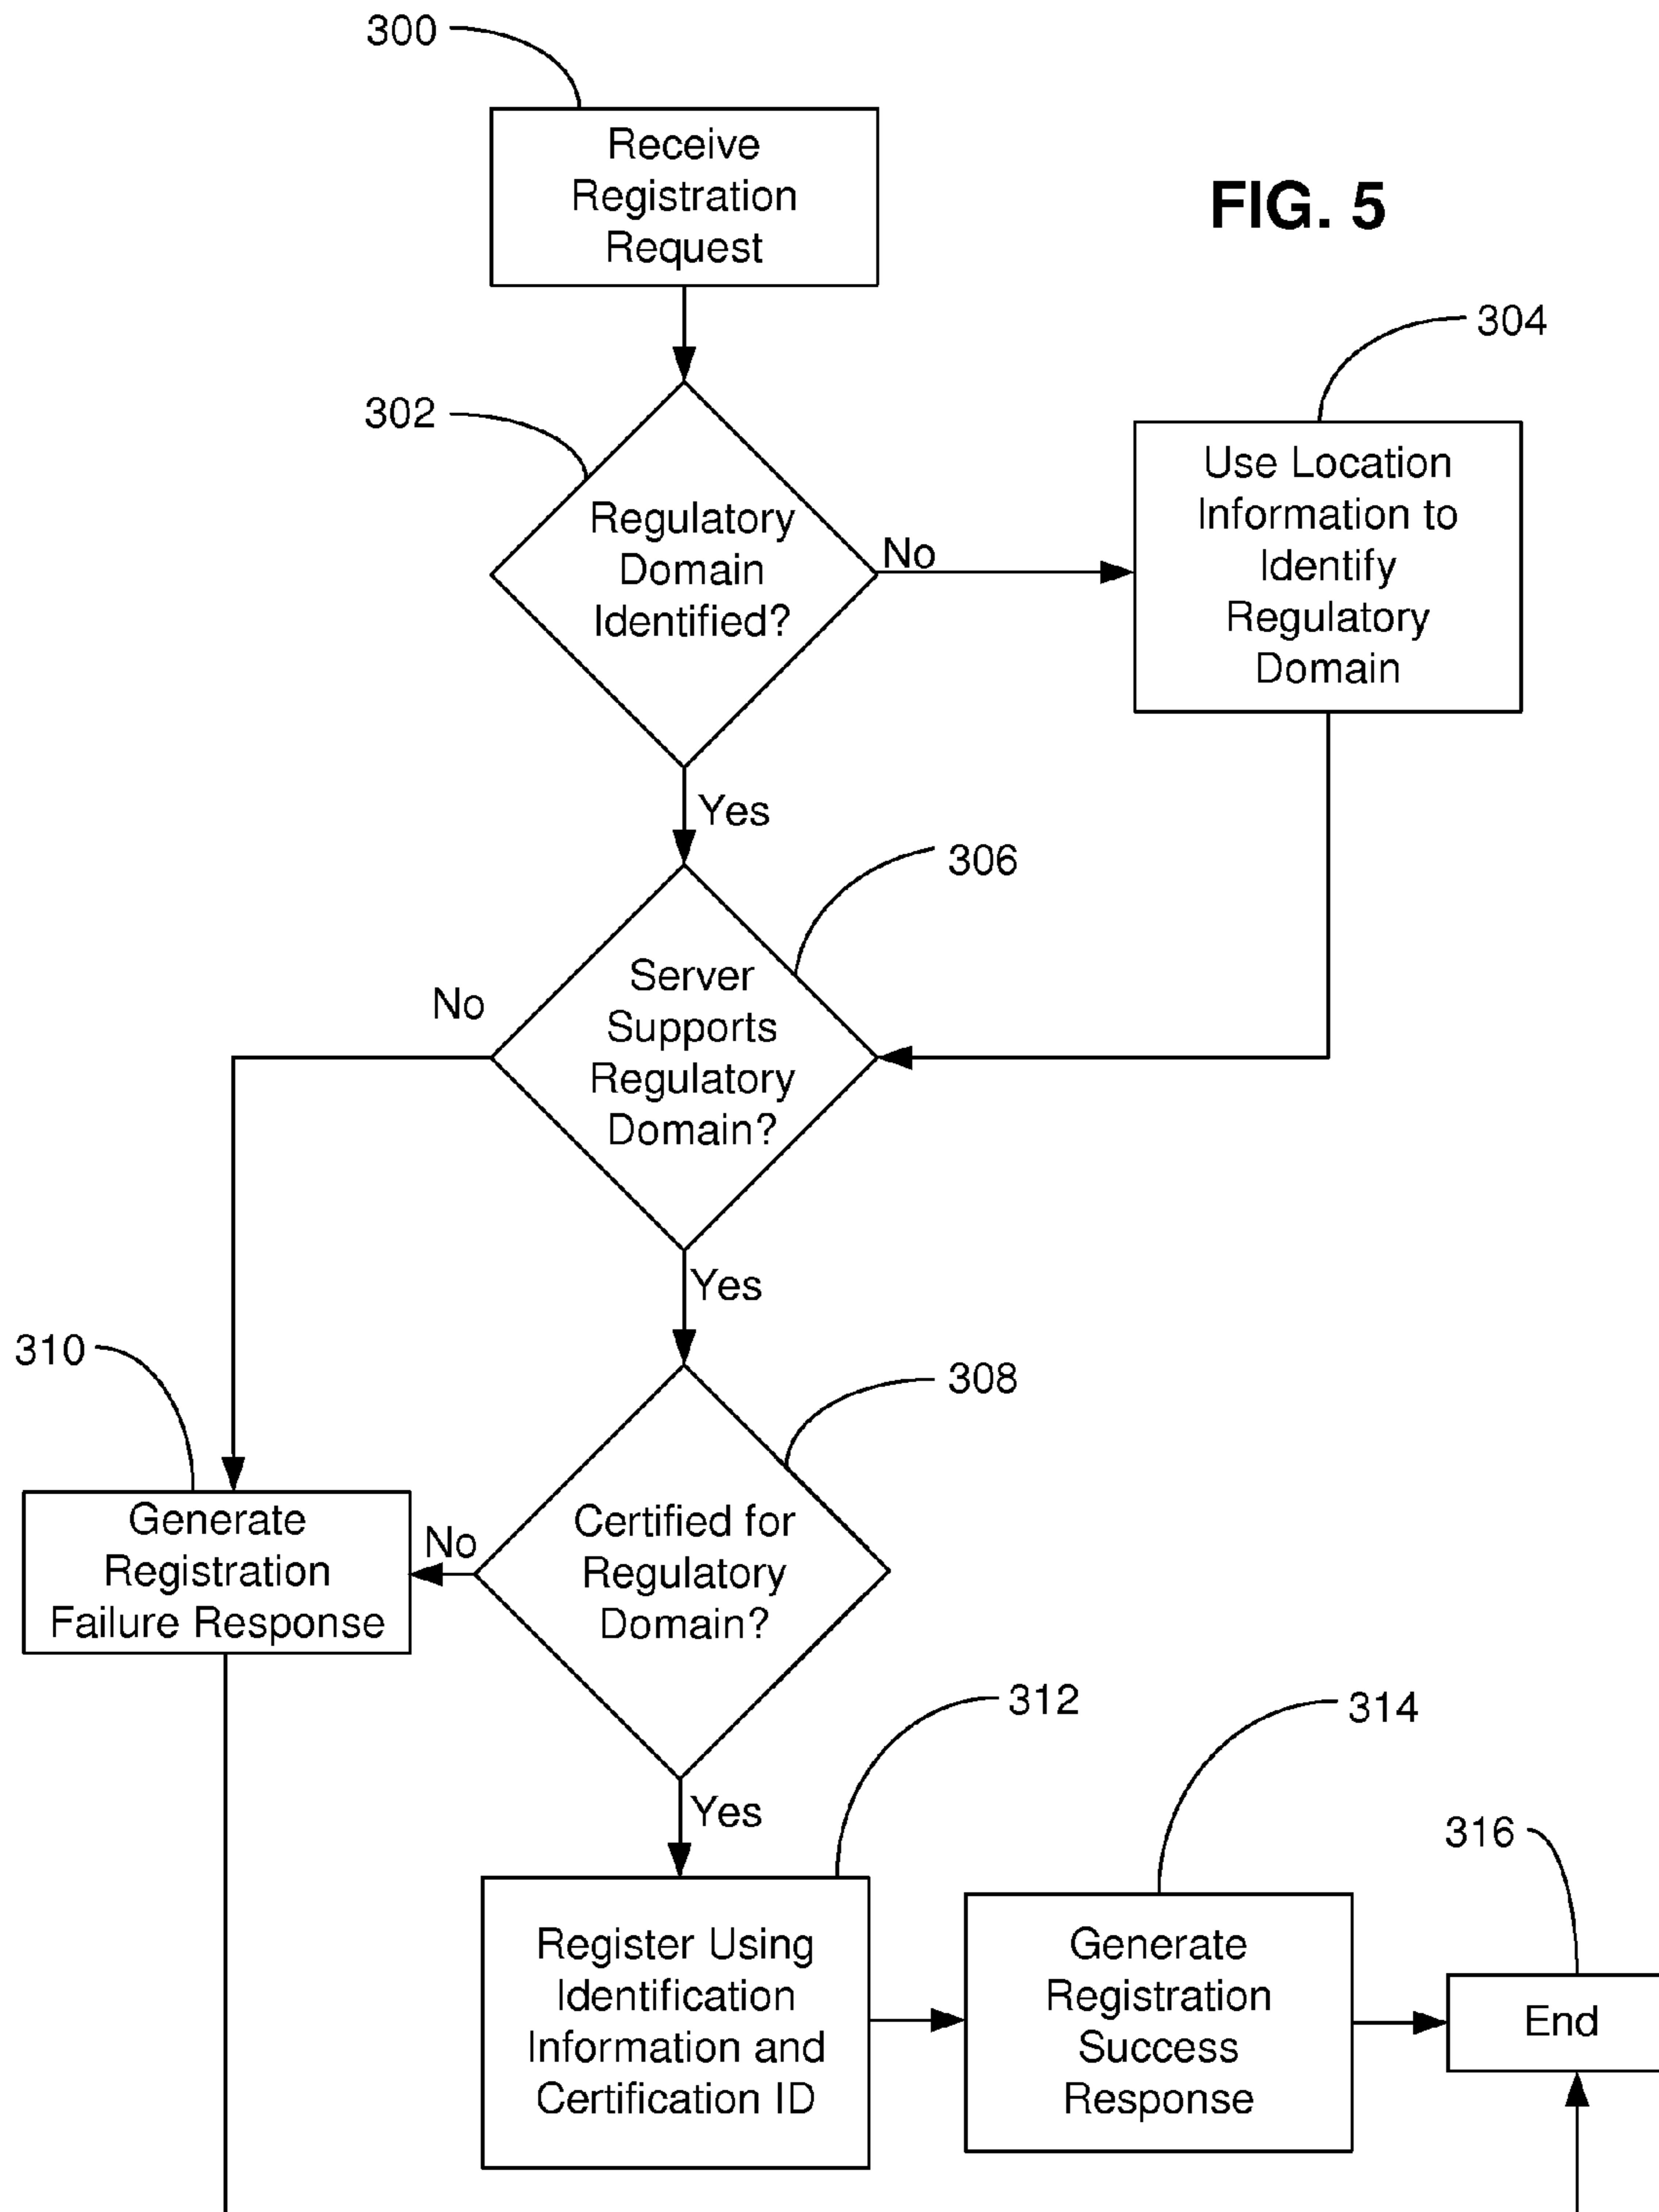 300
Receive
Registration
Request
FIG. 5
304
302
Use Location
Information to
Identify
Regulatory
Domain
Regulatory
Domain
Identified?
No
Yes
306
Server
Supports
Regulatory
Domain?
No
Yes
310
308
Generate
Registration
Failure Response
No
Certified for
Regulatory
Domain?
312
314
Yes
316
Register Using
Identification
Information and
Certification ID
Generate
Registration
Success
Response
End